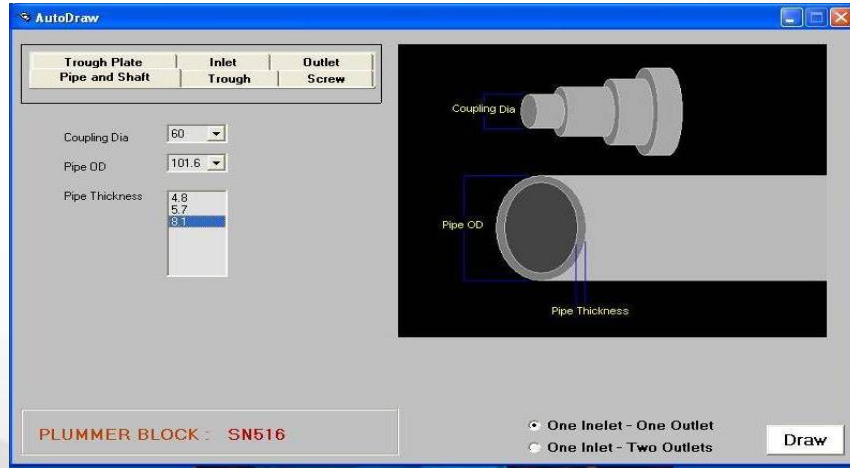 AutoDraw
Trough Plate Inlet Outlet
Pipe and Shaft Trough Screw
Coupling Dia 60
Pipe OD 101.6
Pipe Thickness 4.8
5.7
8.1
Coupling Dia
Pipe OD
Pipe Thickness
PLUMMER BLOCK : SN516
One Inelet - One Outlet
One Inlet - Two Outlets
Draw